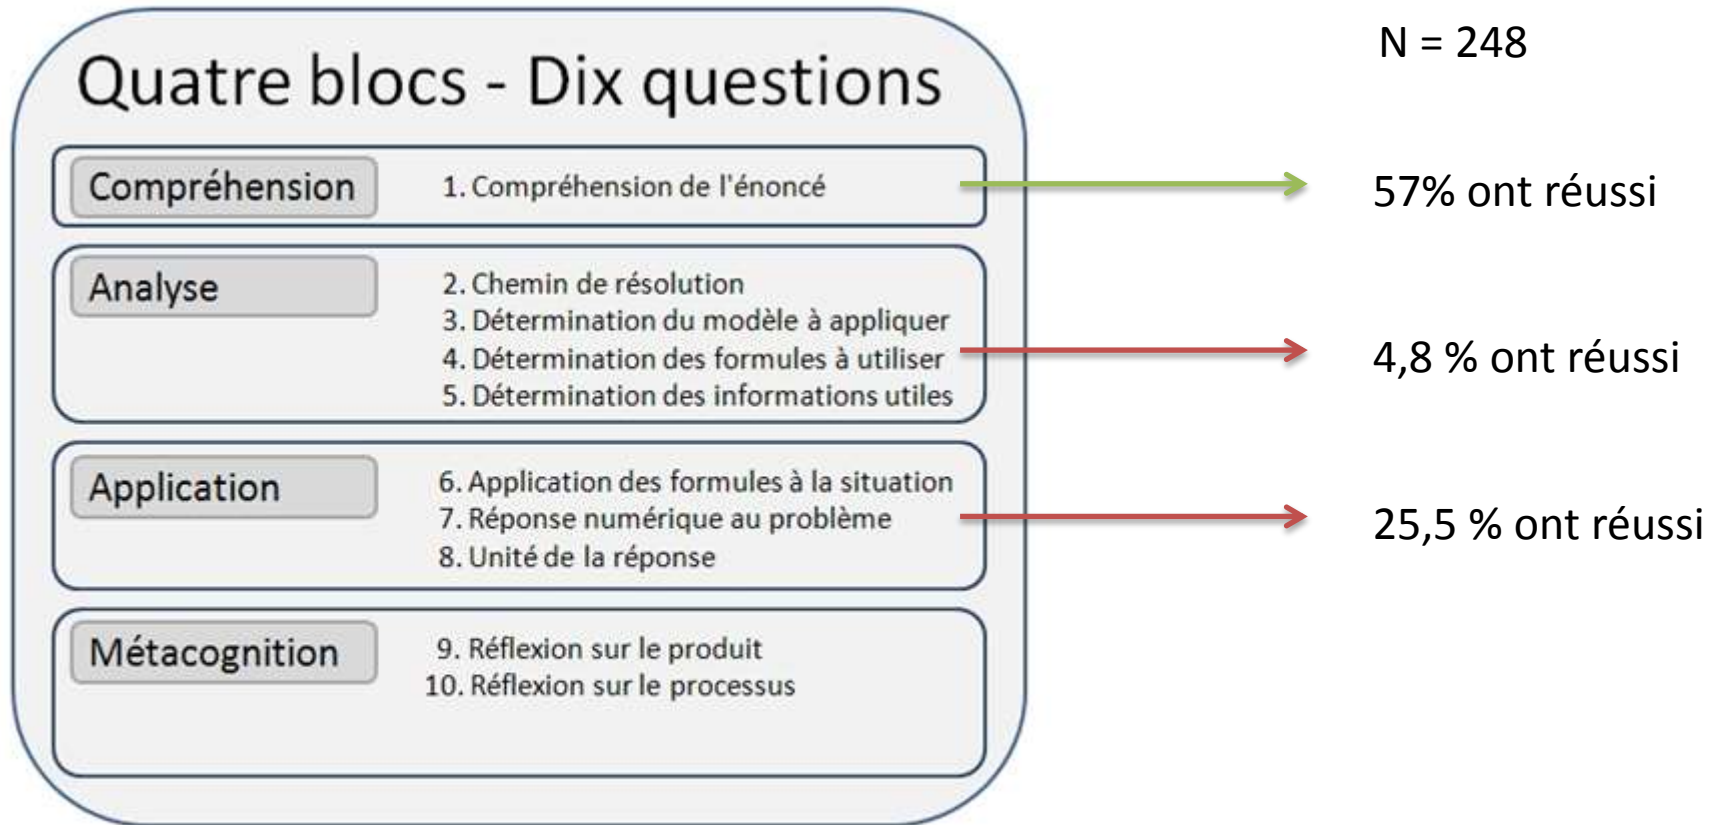 N = 248
Quatre blocs - Dix questions
Compréhension
1. Compréhension de l'énoncé
57% ont réussi
Analyse
2. Chemin de résolution
3. Détermination du modèle à appliquer
4. Détermination des formules à utiliser
5. Détermination des informations utiles
4,8 % ont réussi
Application
6. Application des formules à la situation
7. Réponse numérique au problème
8. Unité de la réponse
25,5 % ont réussi
Métacognition
9. Réflexion sur le produit
10. Réflexion sur le processus